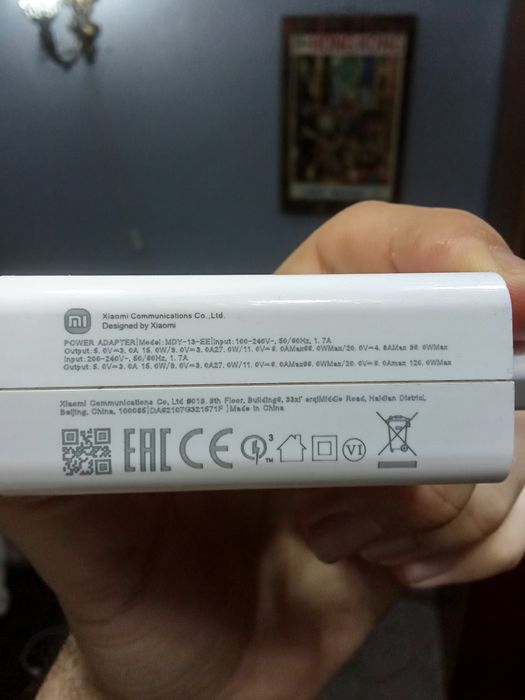 HONG KONG
mi
Xiaomi Communications Co.,Ltd.
Designed by Xiaomi
POWER ADAPTER|Model: MDY-13-EE|Input:100-240V~, 50/60Hz, 1.7A
Output:5.0V⎓3.0A 15.0W/9.0V⎓3.0A27.0W/11.0V⎓6.0AMax66.0WMax/20.0V⎓4.8AMax 96.0WMax
Input:200-240V~, 50/60Hz, 1.7A
Output:5.0V⎓3.0A 15.0W/9.0V⎓3.0A27.0W/11.0V⎓6.0AMax66.0WMax/20.0V⎓6.0Amax 120.0WMax
Xiaomi Communications Co., Ltd #019, 9th Floor, Building6, 33xi' erqiMiddle Road, Haidian District,
Beijing, China, 100085|DA62107G321571F |Made in China
EAC CE 3 TM VI